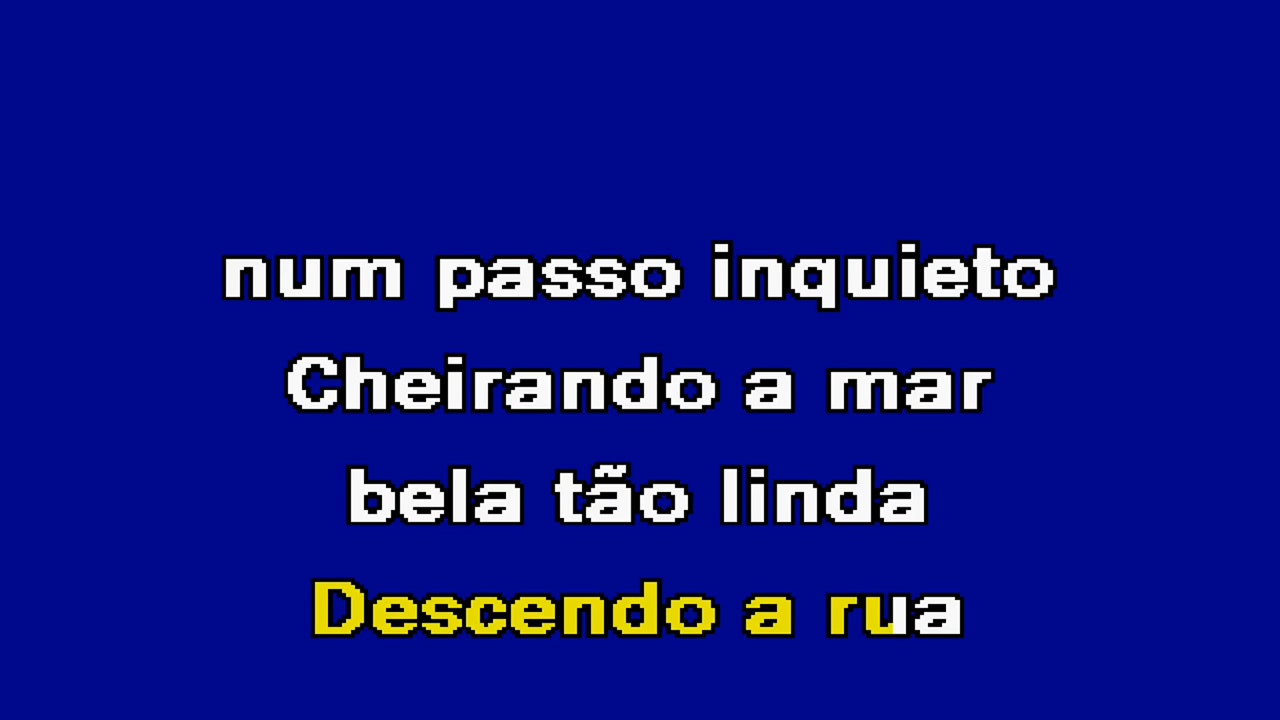 num passo inquieto
Cheirando a mar
bela tão linda
Descendo a rua